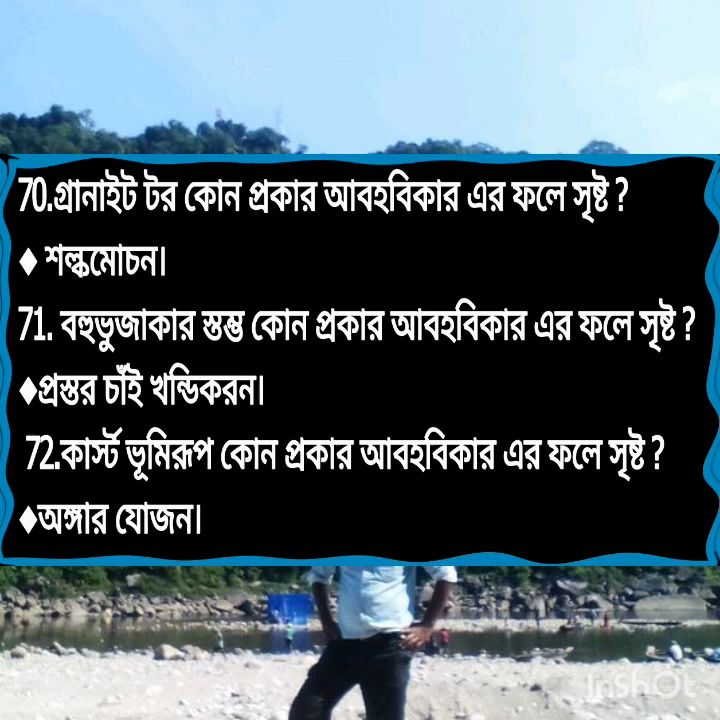 70.গ্রানাইট টর কোন প্রকার আবহবিকার এর ফলে সৃষ্ট ?
♦ শল্কমোচন।
71. বহুভুজাকার স্তম্ভ কোন প্রকার আবহবিকার এর ফলে সৃষ্ট ?
♦প্রস্তর চাঁই খন্ডিকরন।
72.কার্স্ট ভূমিরূপ কোন প্রকার আবহবিকার এর ফলে সৃষ্ট ?
♦অঙ্গার যোজন।
InShOt